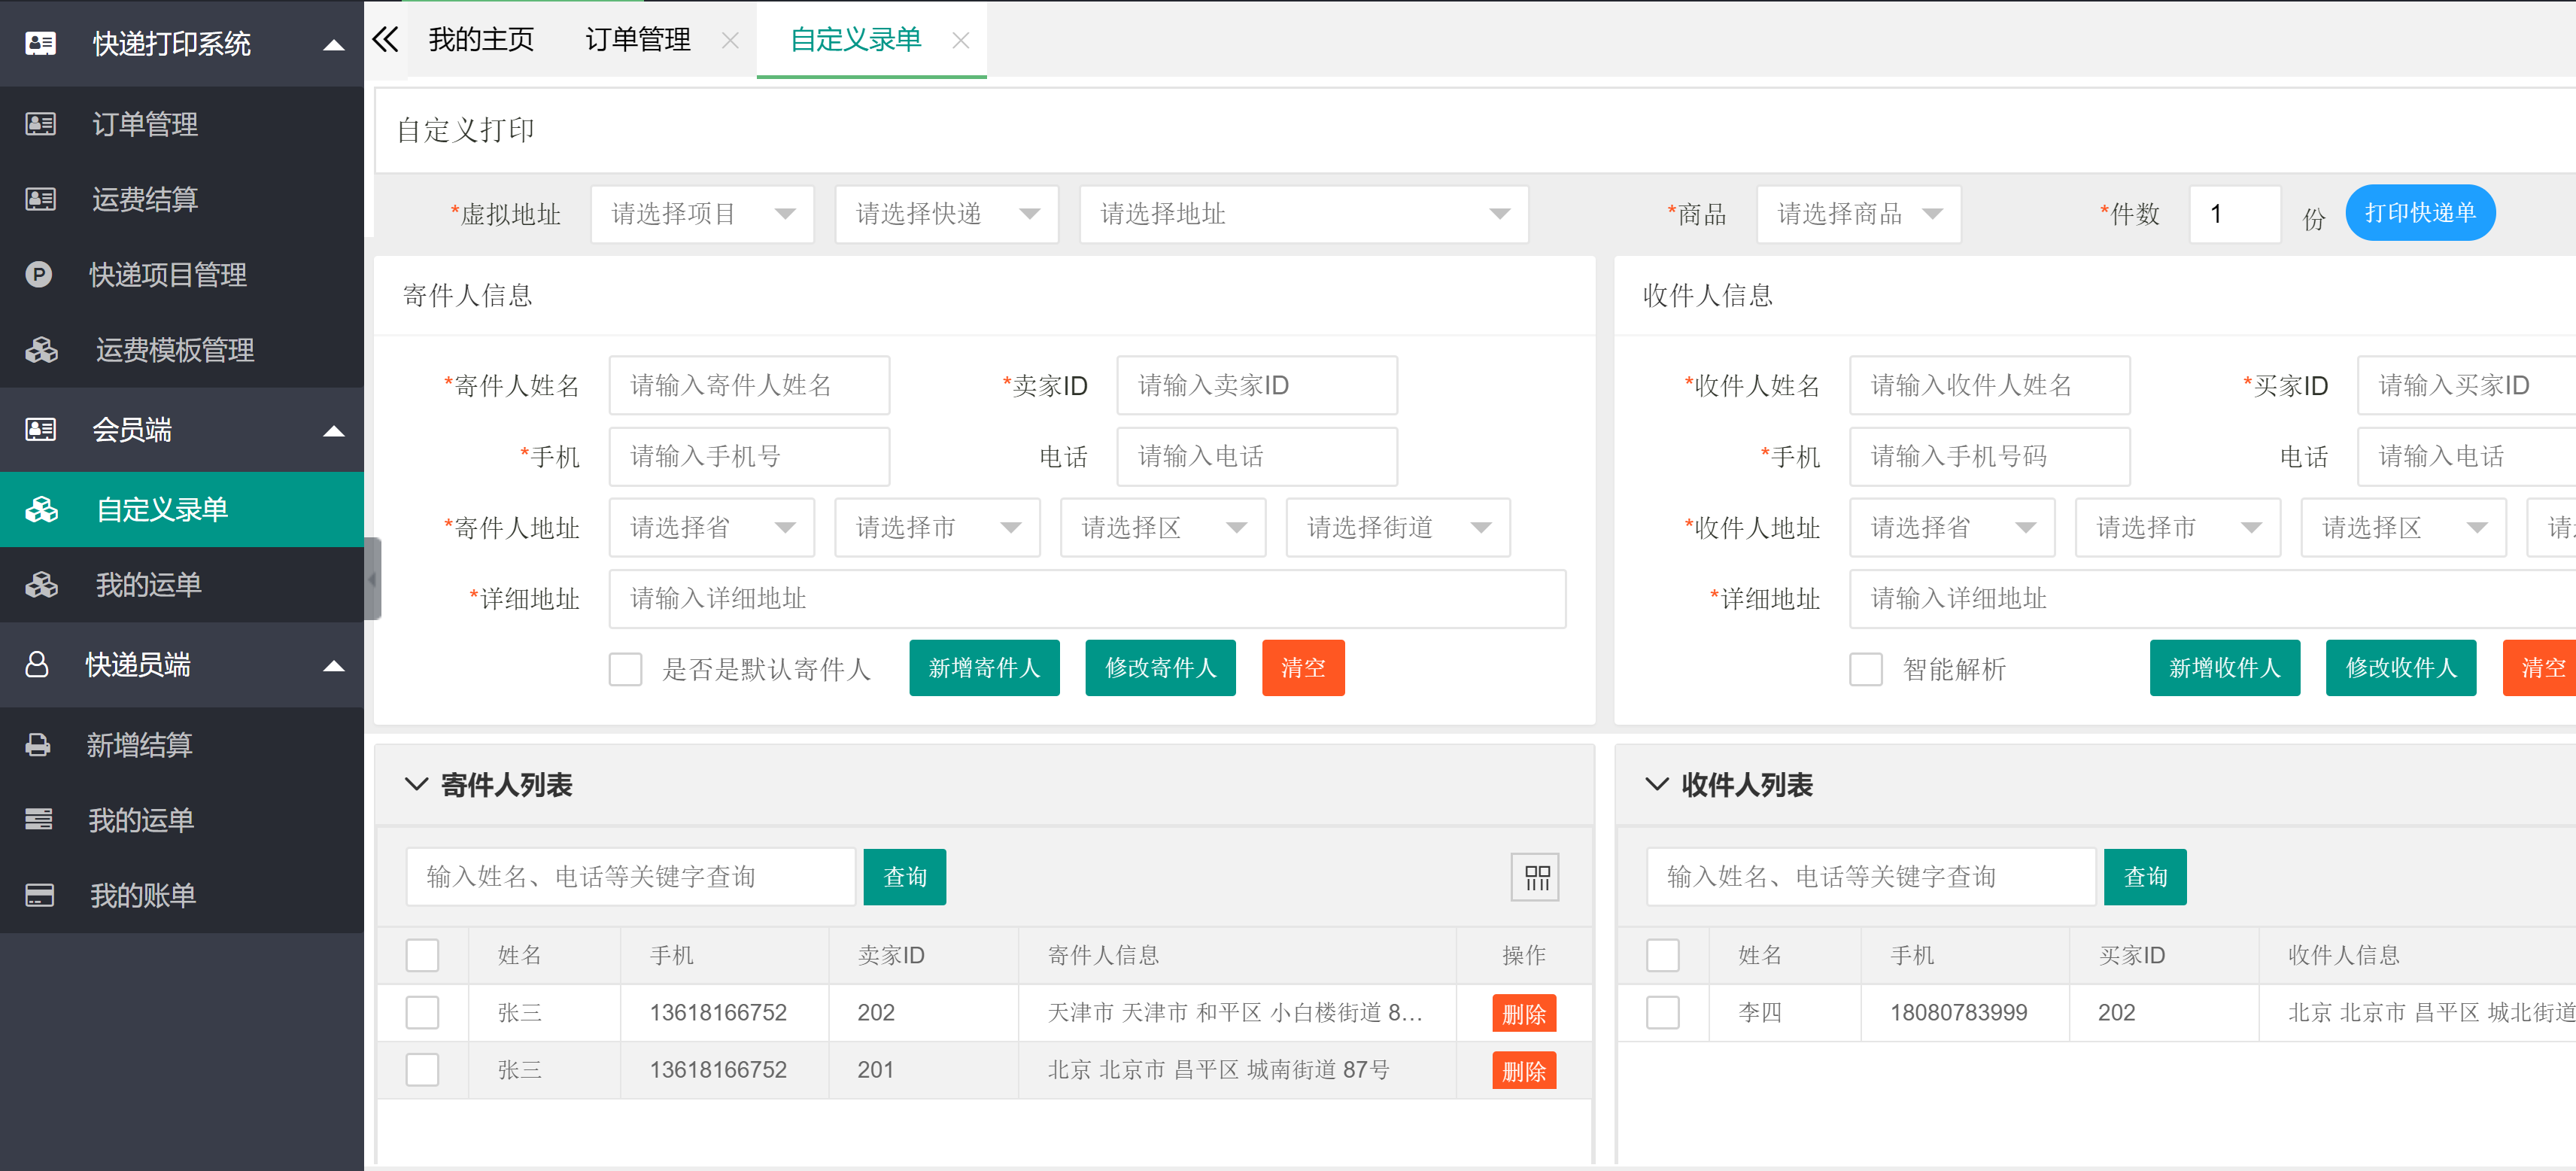 快递打印系统
订单管理
运费结算
快递项目管理
运费模板管理
会员端
自定义录单
我的运单
快递员端
新增结算
我的运单
我的账单
我的主页 订单管理 自定义录单
自定义打印
*虚拟地址 请选择项目 请选择快递 请选择地址 *商品 请选择商品 *件数 1 份 打印快递单
寄件人信息
*寄件人姓名 请输入寄件人姓名 *卖家ID 请输入卖家ID
*手机 请输入手机号 电话 请输入电话
*寄件人地址 请选择省 请选择市 请选择区 请选择街道
*详细地址 请输入详细地址
是否是默认寄件人 新增寄件人 修改寄件人 清空
收件人信息
*收件人姓名 请输入收件人姓名 *买家ID 请输入买家ID
*手机 请输入手机号码 电话 请输入电话
*收件人地址 请选择省 请选择市 请选择区 请
*详细地址 请输入详细地址
智能解析 新增收件人 修改收件人 清空
寄件人列表
输入姓名、电话等关键字查询 查询
姓名 手机 卖家ID 寄件人信息 操作
张三 13618166752 202 天津市 天津市 和平区 小白楼街道 8... 删除
张三 13618166752 201 北京 北京市 昌平区 城南街道 87号 删除
收件人列表
输入姓名、电话等关键字查询 查询
姓名 手机 买家ID 收件人信息
李四 18080783999 202 北京 北京市 昌平区 城北街道